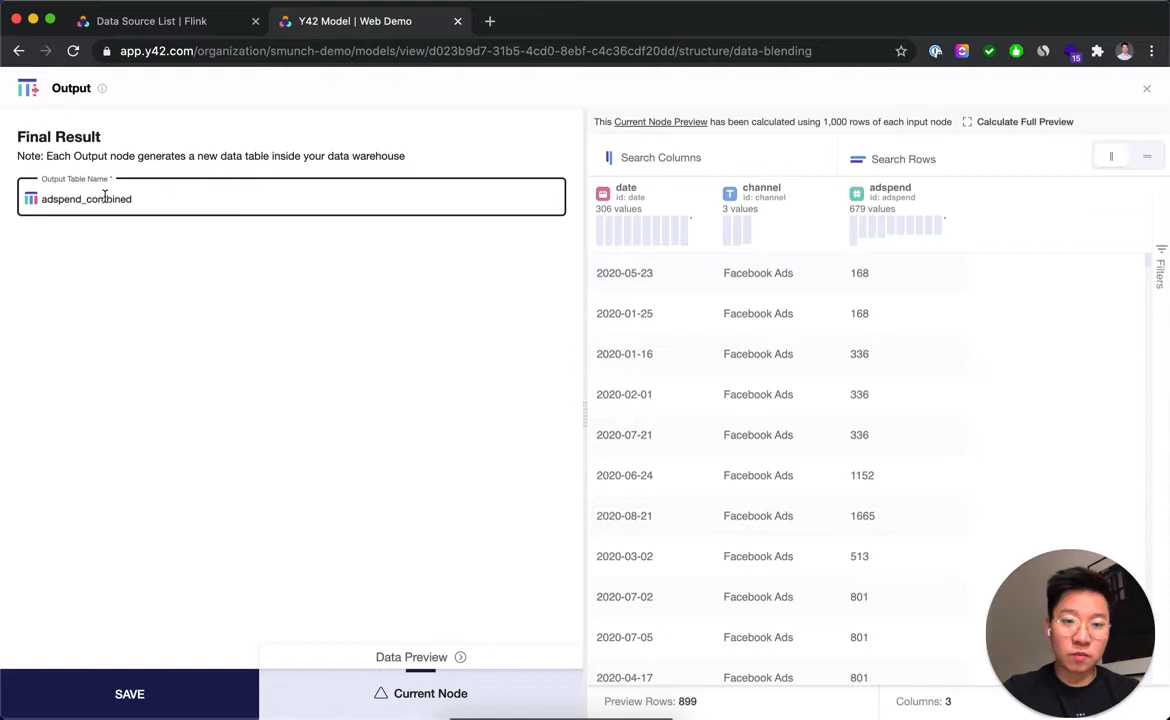 Data Source List | Flink
Y42 Model | Web Demo
app.y42.com/organization/smunch-demo/models/view/d023b9d7-31b5-4cd0-8ebf-c4c36cdf20dd/structure/data-blending
15
Output
Final Result
Note: Each Output node generates a new data table inside your data warehouse
Output Table Name *
adspend_combined
This Current Node Preview has been calculated using 1,000 rows of each input node
Calculate Full Preview
Search Columns
Search Rows
date
id: date
306 values
channel
id: channel
3 values
adspend
id: adspend
679 values
Filters
2020-05-23 Facebook Ads 168
2020-01-25 Facebook Ads 168
2020-01-16 Facebook Ads 336
2020-02-01 Facebook Ads 336
2020-07-21 Facebook Ads 336
2020-06-24 Facebook Ads 1152
2020-08-21 Facebook Ads 1665
2020-03-02 Facebook Ads 513
2020-07-02 Facebook Ads 801
2020-07-05 Facebook Ads 801
2020-04-17 Facebook Ads 801
Data Preview
SAVE
Current Node
Preview Rows: 899
Columns: 3